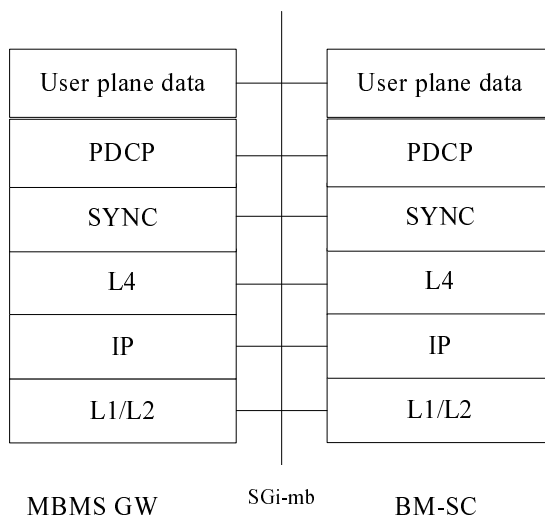 User plane data
User plane data
PDCP
PDCP
SYNC
SYNC
L4
L4
IP
IP
L1/L2
L1/L2
MBMS GW
SGi-mb
BM-SC